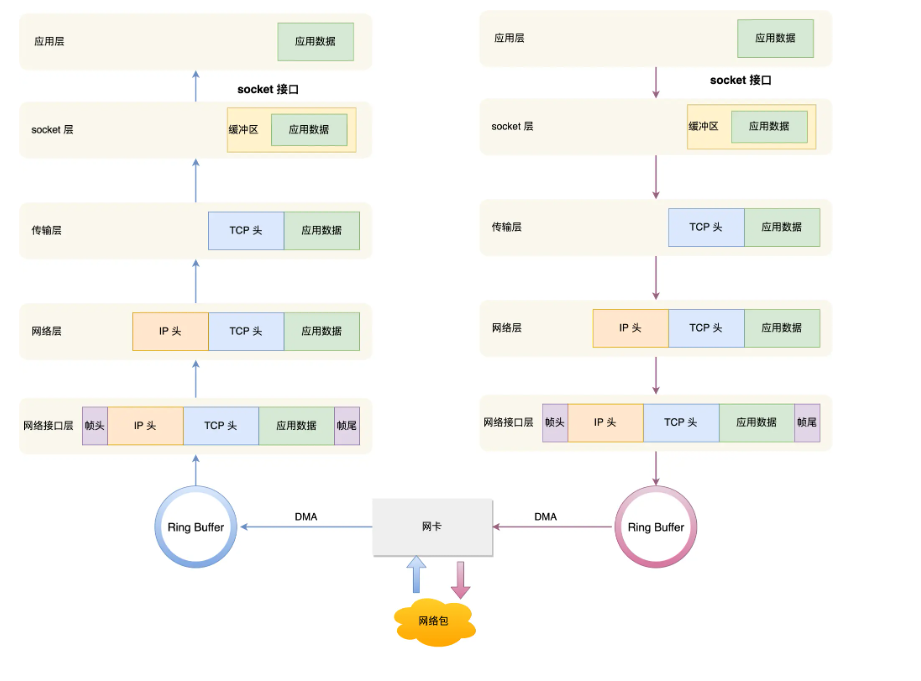 应用层
应用数据
socket 接口
socket 层
缓冲区
应用数据
传输层
TCP 头
应用数据
网络层
IP 头
TCP 头
应用数据
网络接口层
帧头
IP 头
TCP 头
应用数据
帧尾
Ring Buffer
DMA
网卡
网络包
应用层
应用数据
socket 接口
socket 层
缓冲区
应用数据
传输层
TCP 头
应用数据
网络层
IP 头
TCP 头
应用数据
网络接口层
帧头
IP 头
TCP 头
应用数据
帧尾
DMA
Ring Buffer